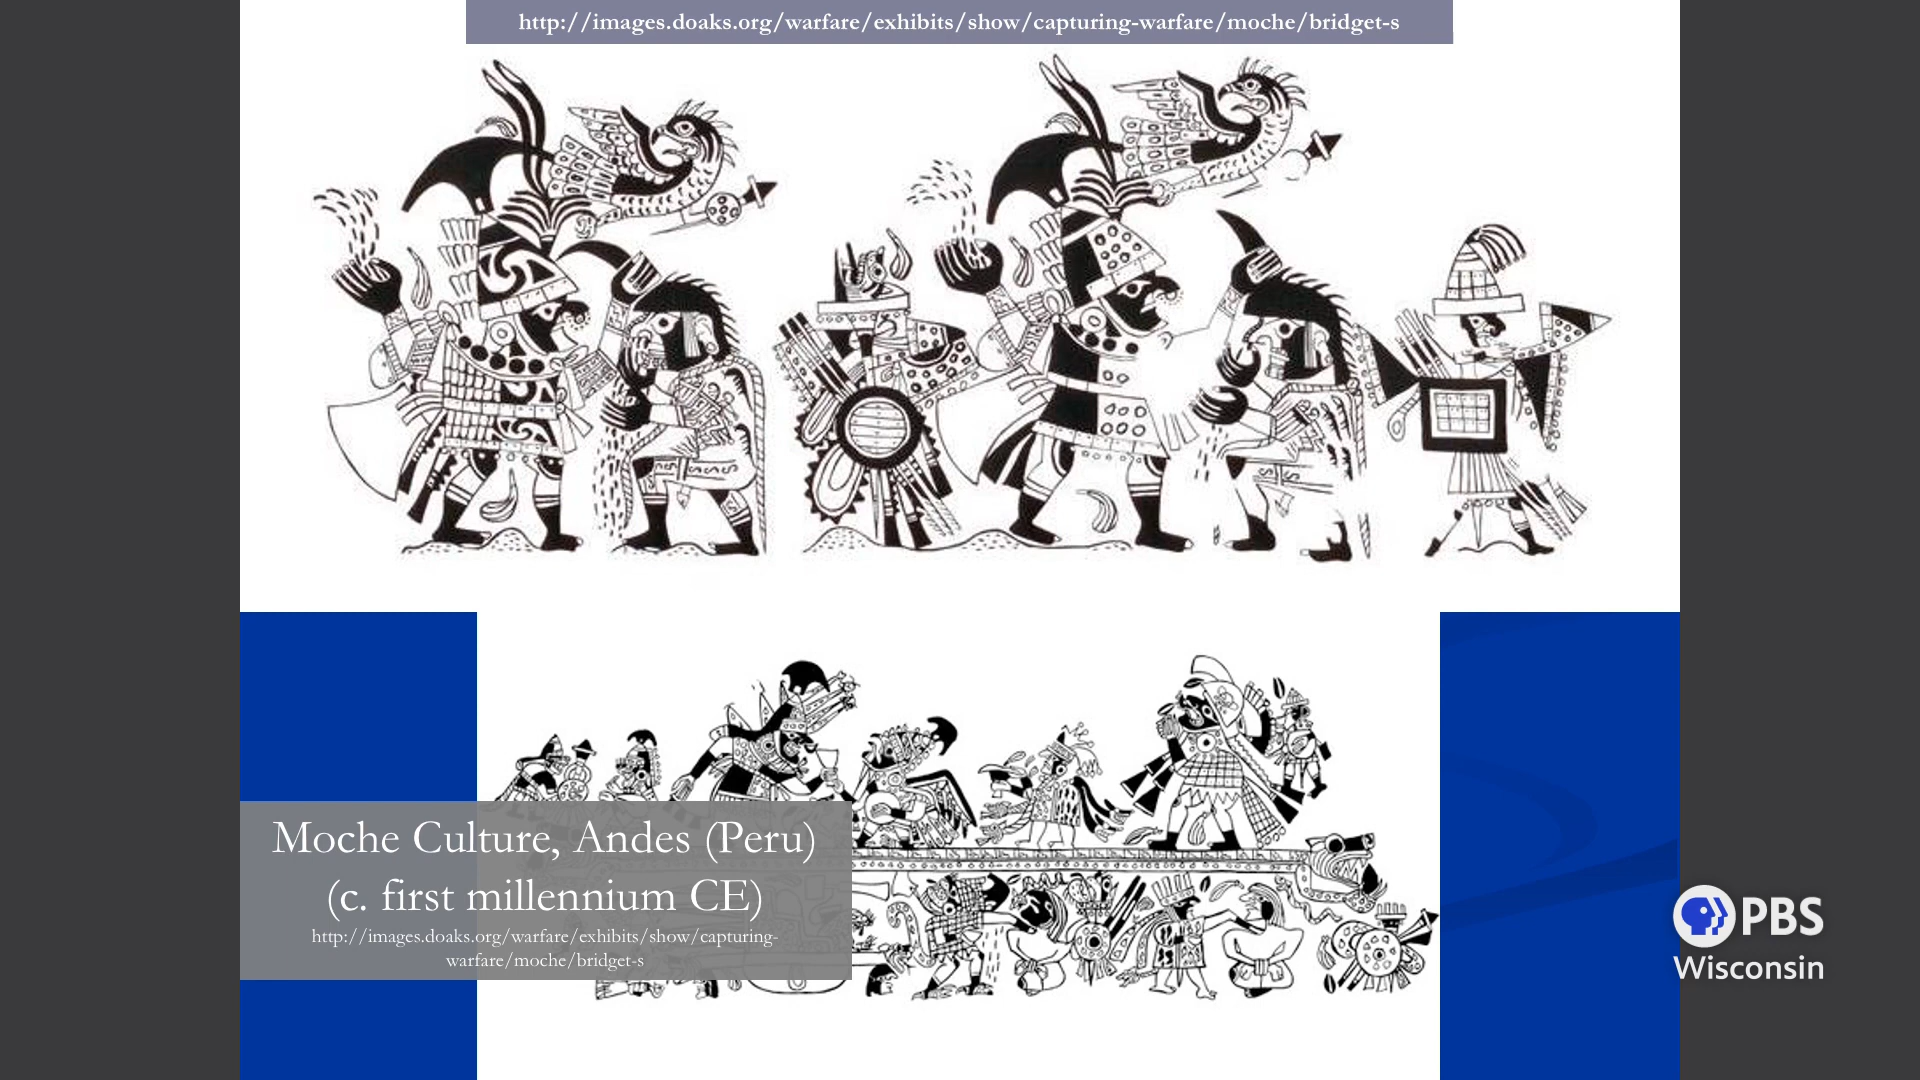 http://images.doaks.org/warfare/exhibits/show/capturing-warfare/moche/bridget-s
Moche Culture, Andes (Peru)
(c. first millennium CE)
http://images.doaks.org/warfare/exhibits/show/capturing-
warfare/moche/bridget-s
PBS
Wisconsin